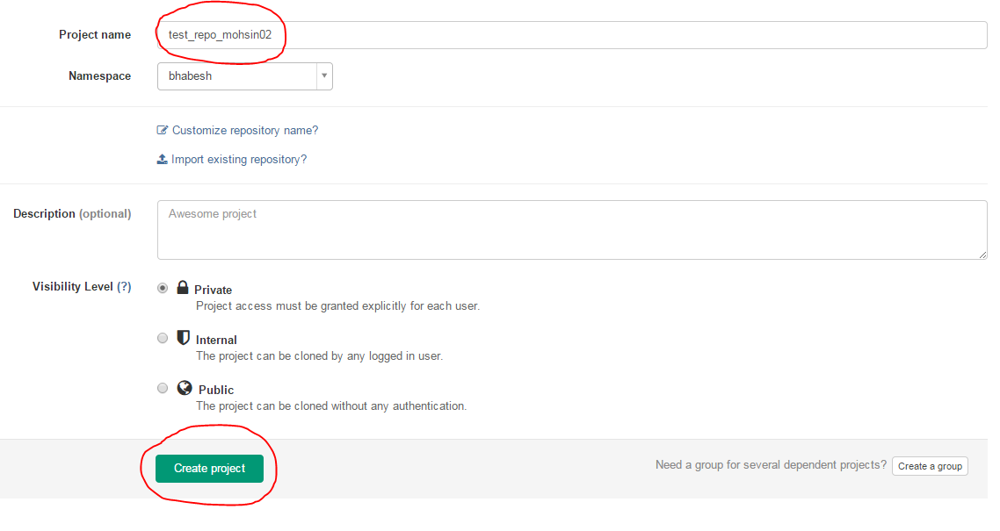 Project name test_repo_mohsin02
Namespace bhabesh
Customize repository name?
Import existing repository?
Description (optional) Awesome project
Visibility Level (?) Private
Project access must be granted explicitly for each user.
Internal
The project can be cloned by any logged in user.
Public
The project can be cloned without any authentication.
Create project Need a group for several dependent projects? Create a group